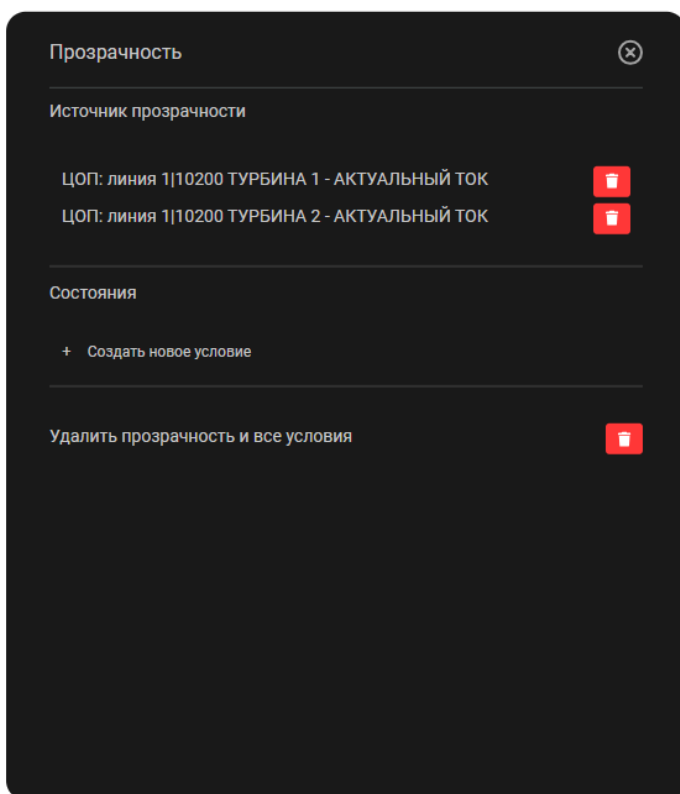 Прозрачность
Источник прозрачности
ЦОП: линия 1|10200 ТУРБИНА 1 - АКТУАЛЬНЫЙ ТОК
ЦОП: линия 1|10200 ТУРБИНА 2 - АКТУАЛЬНЫЙ ТОК
Состояния
+ Создать новое условие
Удалить прозрачность и все условия